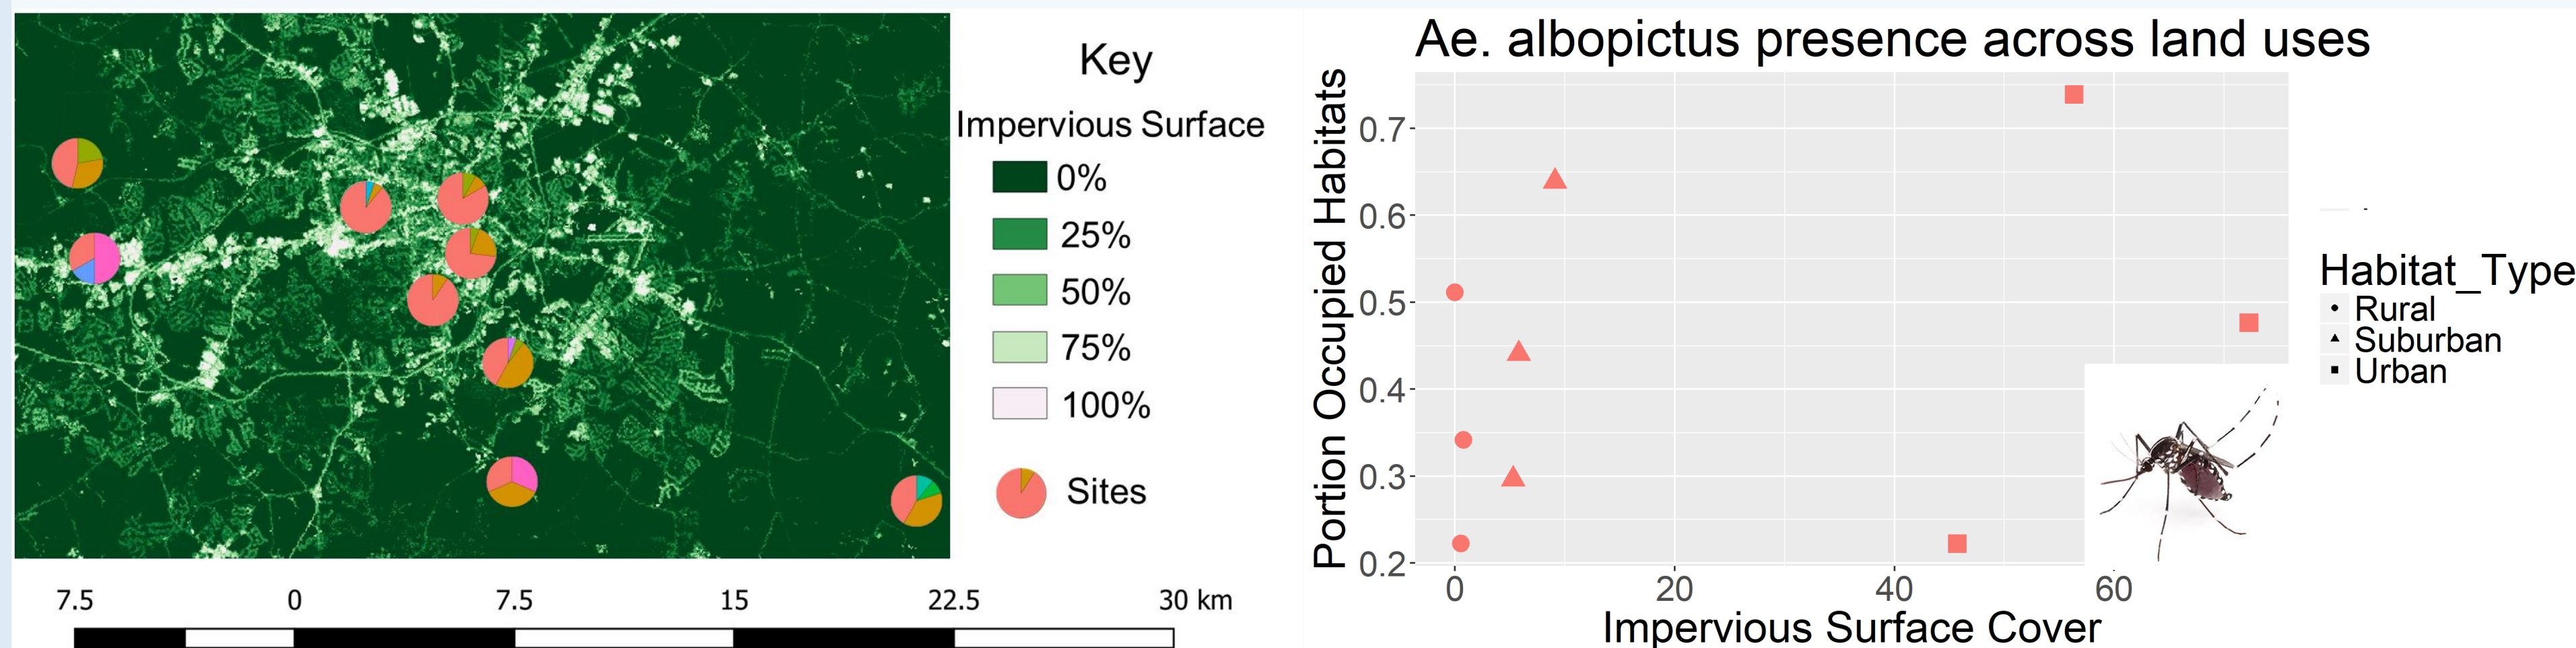 Key
Impervious Surface
0%
25%
50%
75%
100%
Sites
7.5 0 7.5 15 22.5 30 km
Ae. albopictus presence across land uses
Portion Occupied Habitats
0.7
0.6
0.5
0.4
0.3
0.2
0 20 40 60
Impervious Surface Cover
Habitat_Type
Rural
Suburban
Urban